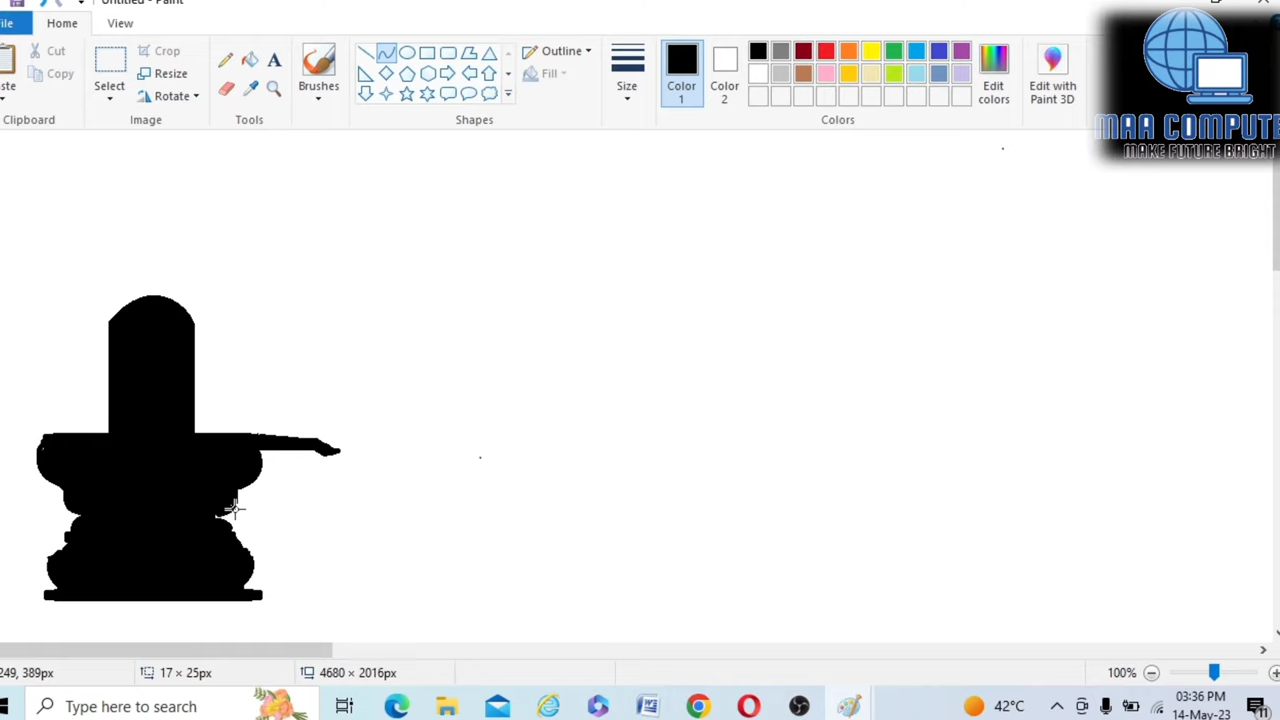 Untitled - Paint
File
Home
View
Cut
Copy
Clipboard
Select
Crop
Resize
Rotate
Image
Tools
Brushes
Shapes
Outline
Fill
Size
Color
1
Color
2
Colors
Edit
colors
Edit with
Paint 3D
MAA COMPUTE
MAKE FUTURE BRIGHT
249, 389px
17 × 25px
4680 × 2016px
100%
Type here to search
42°C
03:36 PM
14-May-23
11